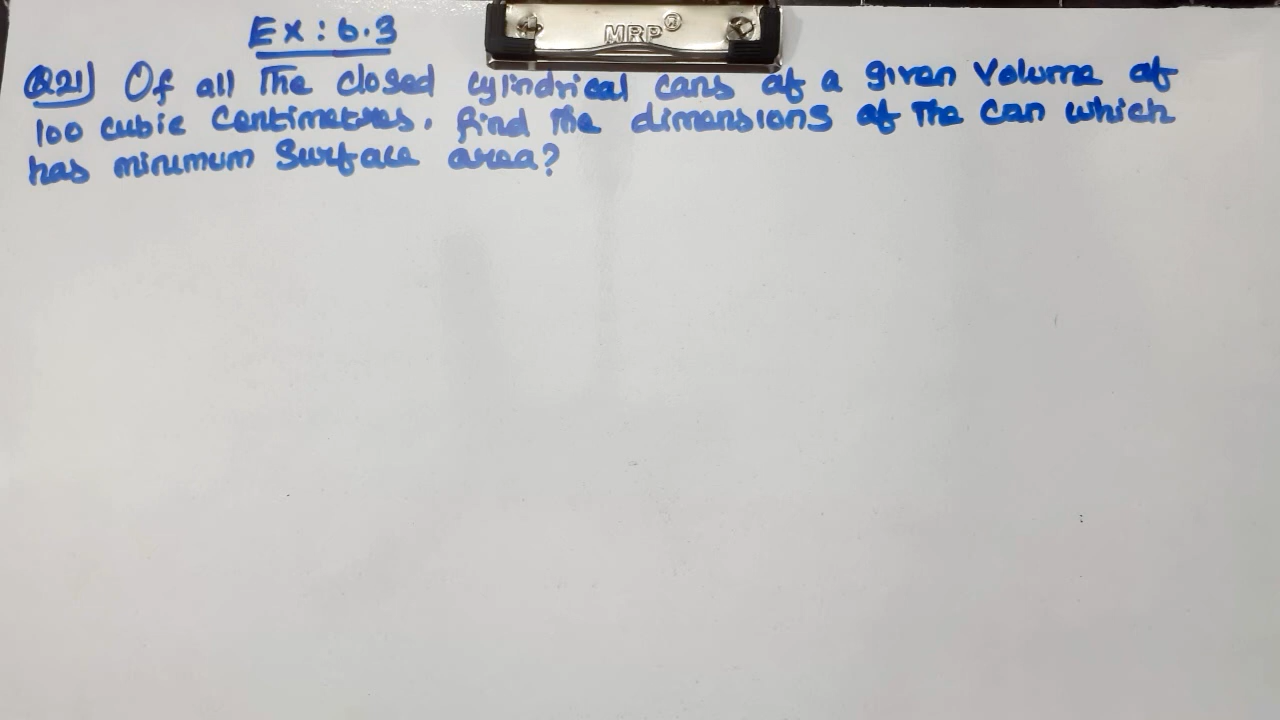 Ex : 6.3
MRP®
Q21) Of all The closed cylindrical cans of a given Volume of
100 cubic Centimetres, find The dimensions of The Can which
has minimum Surface area?